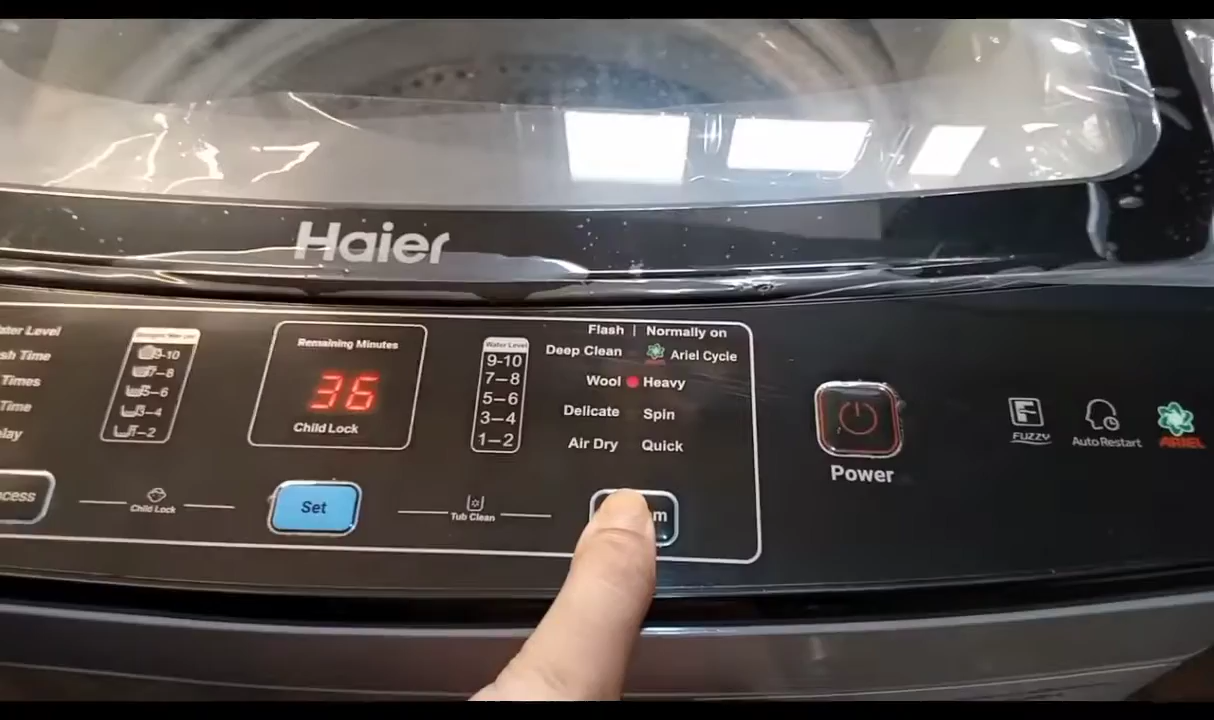 Haier
ater Level
sh Time
Times
Time
elay
9-10
7-8
5-6
3-4
1-2
Remaining Minutes
36
Child Lock
Water Level
9-10
7-8
5-6
3-4
1-2
Flash | Normally on
Deep Clean Ariel Cycle
Wool Heavy
Delicate Spin
Air Dry Quick
Power
FUZZY
Auto Restart
ARIEL
ocess
Child Lock
Set
Tub Clean
m